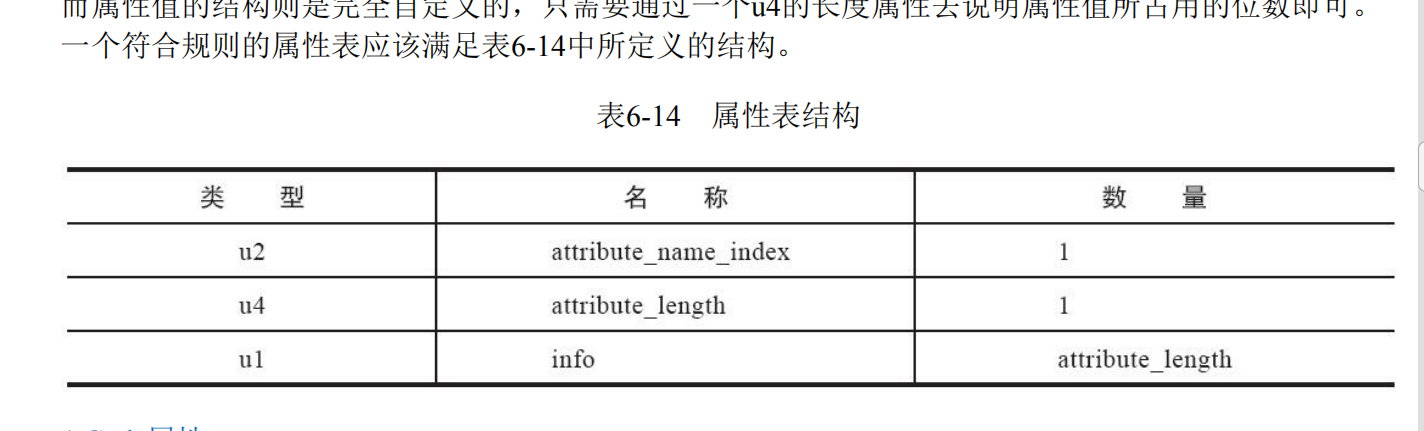 而属性值的结构则是完全自定义的，只需要通过一个u4的长度属性去说明属性值所占用的位数即可。
一个符合规则的属性表应该满足表6-14中所定义的结构。
表6-14 属性表结构
类 型 名 称 数 量
u2 attribute_name_index 1
u4 attribute_length 1
u1 info attribute_length